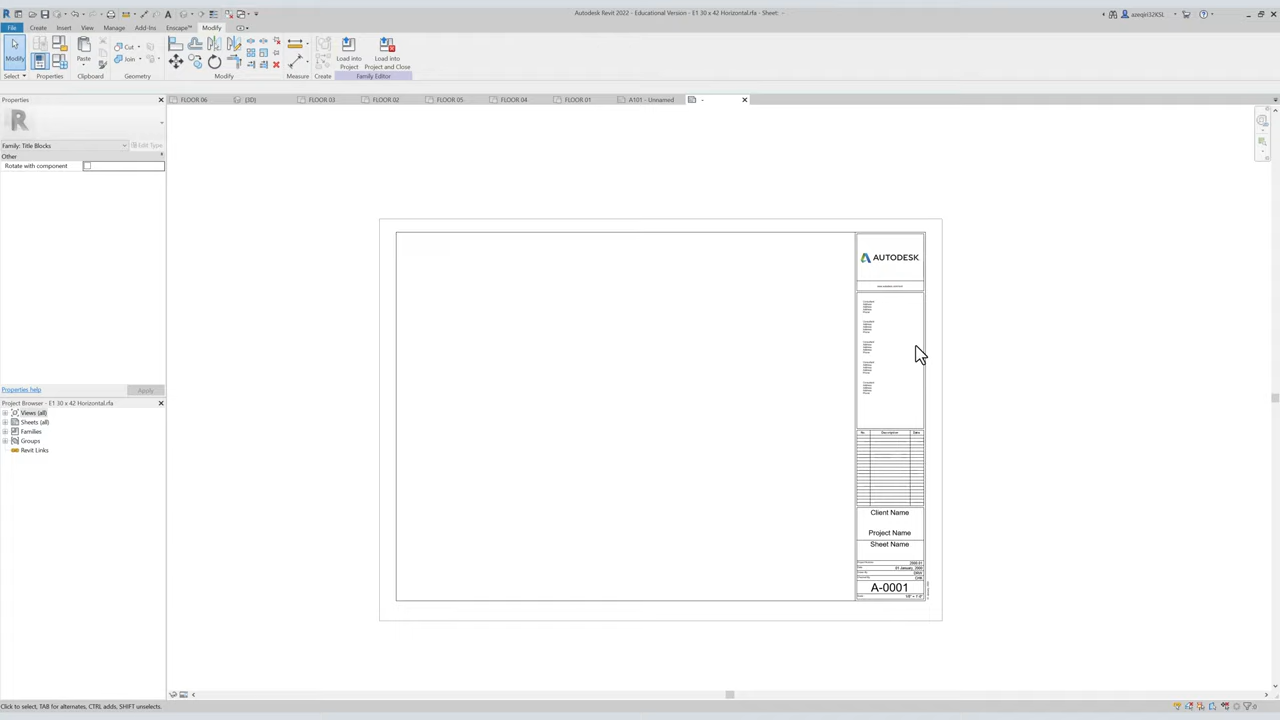 Autodesk Revit 2022 - Educational Version - E1 30 x 42 Horizontal.rfa - Sheet: -
azeqiri32KSL
File Create Insert View Manage Add-Ins Enscape™ Modify
Modify Paste Cut Join Load into Project Load into Project and Close
Select Properties Clipboard Geometry Modify Measure Create Family Editor
Properties
FLOOR 06 {3D} FLOOR 03 FLOOR 02 FLOOR 05 FLOOR 04 FLOOR 01 A101 - Unnamed -
R
Family: Title Blocks Edit Type
Other
Rotate with component
AUTODESK
Properties help Apply
Project Browser - E1 30 x 42 Horizontal.rfa
Views (all)
Sheets (all)
Families
Groups
Revit Links
No. Description Date
Client Name
Project Name
Sheet Name
A-0001
Click to select, TAB for alternates, CTRL adds, SHIFT unselects.